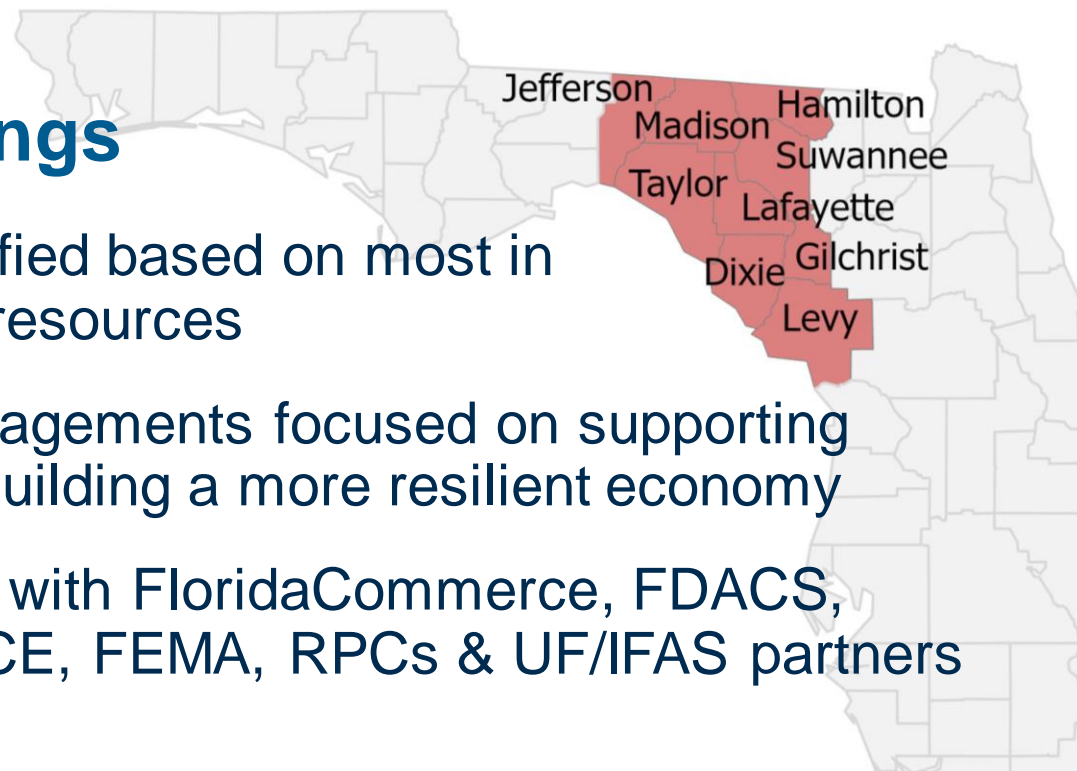 ngs
fied based on most in
resources
agements focused on supporting
uilding a more resilient economy
with FloridaCommerce, FDACS,
CE, FEMA, RPCs & UF/IFAS partners
Jefferson
Hamilton
Madison
Suwannee
Taylor
Lafayette
Gilchrist
Dixie
Levy